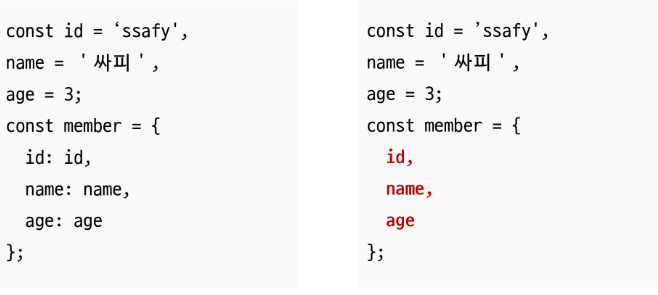 const id = ‘ssafy',
name = ' 싸피 ',
age = 3;
const member = {
id: id,
name: name,
age: age
};
const id = ’ssafy',
name = ' 싸피 ',
age = 3;
const member = {
id,
name,
age
};